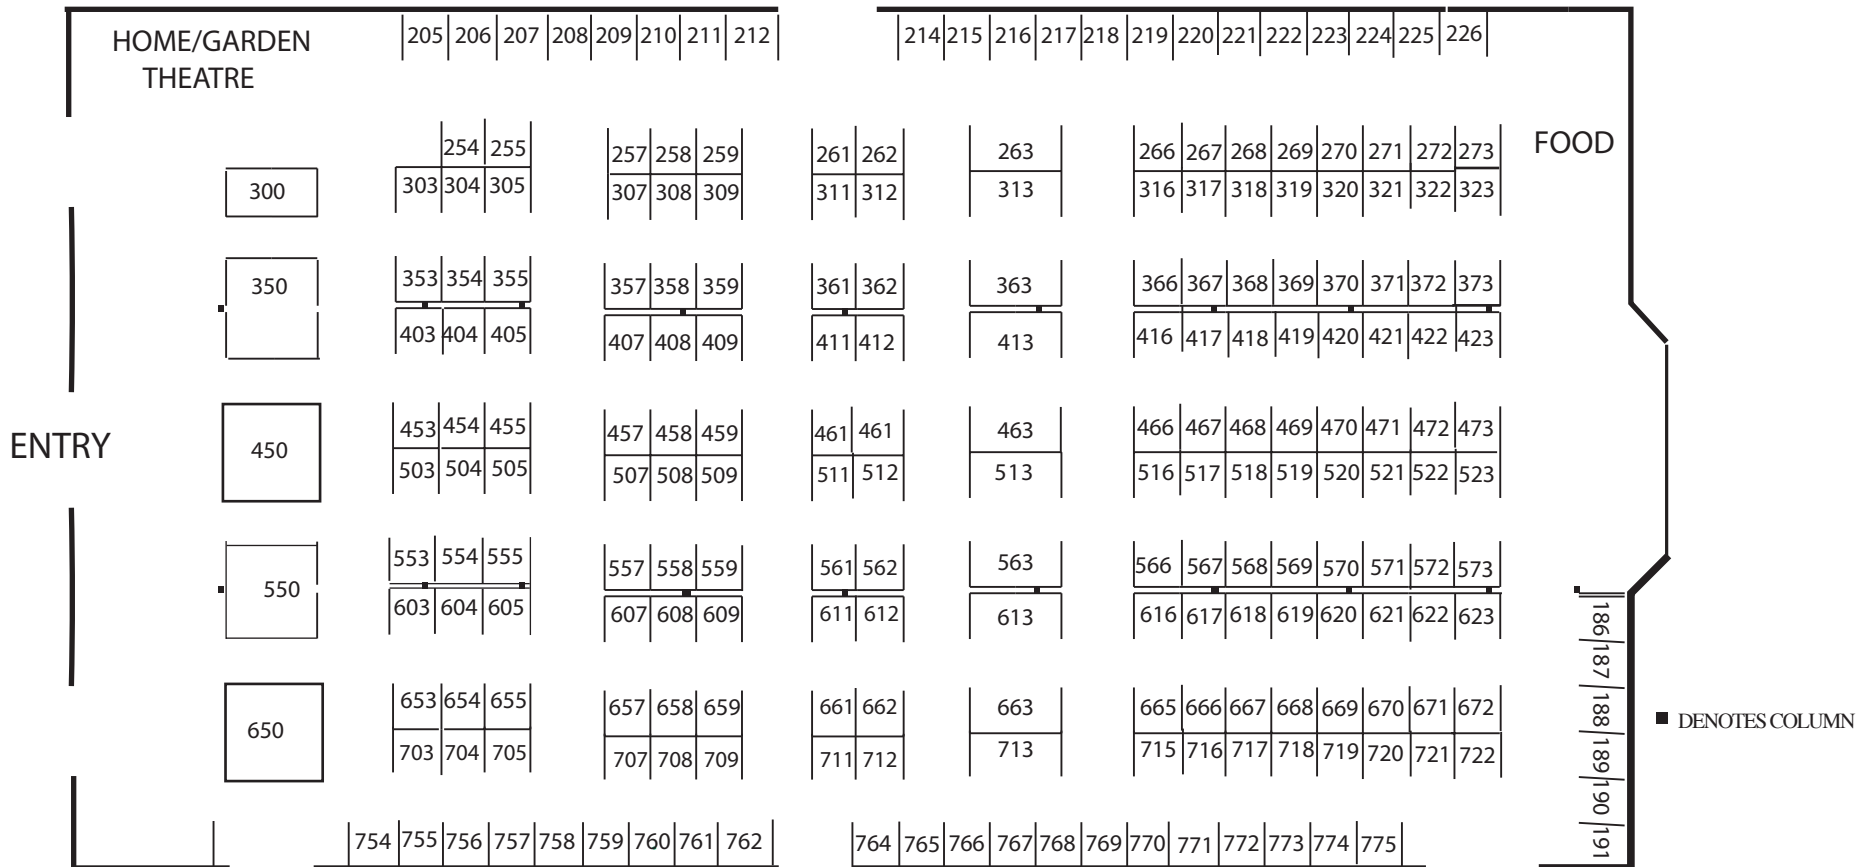 HOME/GARDEN
THEATRE
205 206 207 208 209 210 211 212
214 215 216 217 218 219 220 221 222 223 224 225 226
254 255 257 258 259 261 262 263 266 267 268 269 270 271 272 273
FOOD
300 303 304 305 307 308 309 311 312 313 316 317 318 319 320 321 322 323
350 353 354 355 357 358 359 361 362 363 366 367 368 369 370 371 372 373
403 404 405 407 408 409 411 412 413 416 417 418 419 420 421 422 423
ENTRY
450 453 454 455 457 458 459 461 461 463 466 467 468 469 470 471 472 473
503 504 505 507 508 509 511 512 513 516 517 518 519 520 521 522 523
550 553 554 555 557 558 559 561 562 563 566 567 568 569 570 571 572 573
603 604 605 607 608 609 611 612 613 616 617 618 619 620 621 622 623
186 187 188 189 190 191
650 653 654 655 657 658 659 661 662 663 665 666 667 668 669 670 671 672
DENOTES COLUMN
703 704 705 707 708 709 711 712 713 715 716 717 718 719 720 721 722
754 755 756 757 758 759 760 761 762
764 765 766 767 768 769 770 771 772 773 774 775